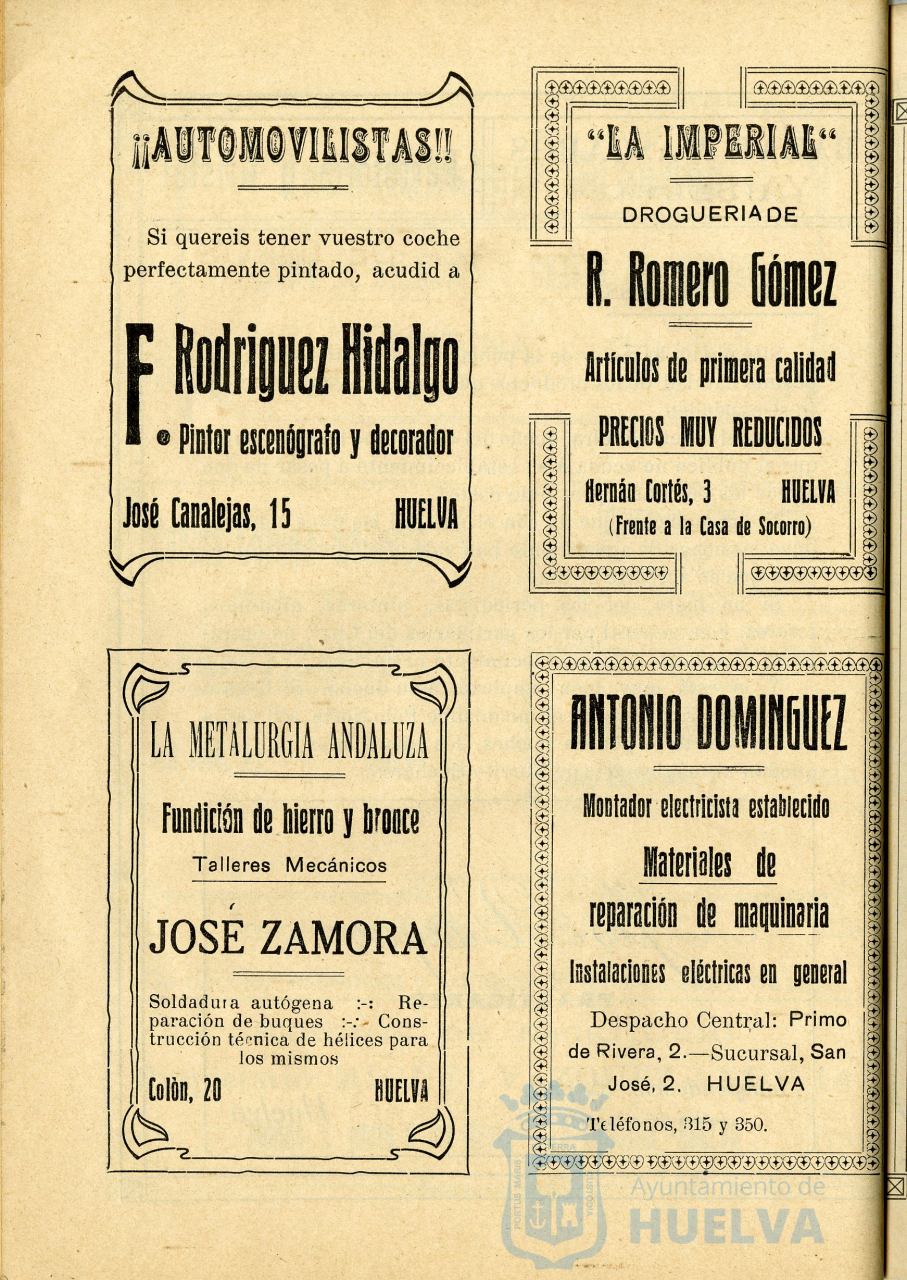 ¡¡AUTOMOVILISTAS!!
Si quereis tener vuestro coche
perfectamente pintado, acudid a
F. Rodriguez Hidalgo
Pintor escenógrafo y decorador
José Canalejas, 15 HUELVA
“LA IMPERIAL“
DROGUERIA DE
R. Romero Gómez
Artículos de primera calidad
PRECIOS MUY REDUCIDOS
Hernán Cortés, 3 HUELVA
(Frente a la Casa de Socorro)
LA METALURGIA ANDALUZA
Fundición de hierro y bronce
Talleres Mecánicos
JOSÉ ZAMORA
Soldadura autógena :-: Re-
paración de buques :-: Cons-
trucción técnica de hélices para
los mismos
Colòn, 20 HUELVA
ANTONIO DOMINGUEZ
Montador electricista establecido
Materiales de
reparación de maquinaria
Instalaciones eléctricas en general
Despacho Central: Primo
de Rivera, 2.—Sucursal, San
José, 2. HUELVA
Teléfonos, 315 y 350.
PORTUS MARIS
Ayuntamiento de
HUELVA